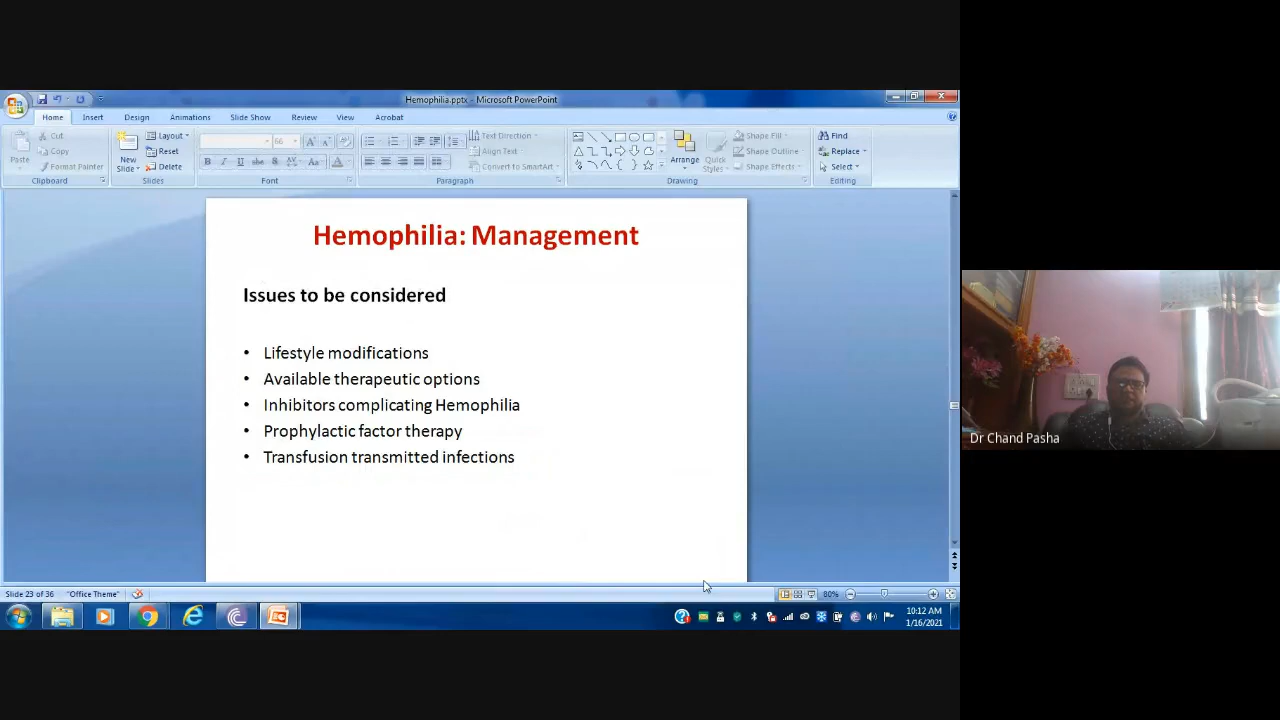 Hemophilia.pptx - Microsoft PowerPoint
Home Insert Design Animations Slide Show Review View Acrobat
Paste
Cut
Copy
Format Painter
Clipboard
New Slide
Layout
Reset
Delete
Slides
66
B I U abc S AV Aa A
Font
Text Direction
Align Text
Convert to SmartArt
Paragraph
Arrange
Quick Styles
Shape Fill
Shape Outline
Shape Effects
Drawing
Find
Replace
Select
Editing
Hemophilia: Management
Issues to be considered
• Lifestyle modifications
• Available therapeutic options
• Inhibitors complicating Hemophilia
• Prophylactic factor therapy
• Transfusion transmitted infections
Dr Chand Pasha
Slide 23 of 36 "Office Theme" 80%
10:12 AM
1/16/2021